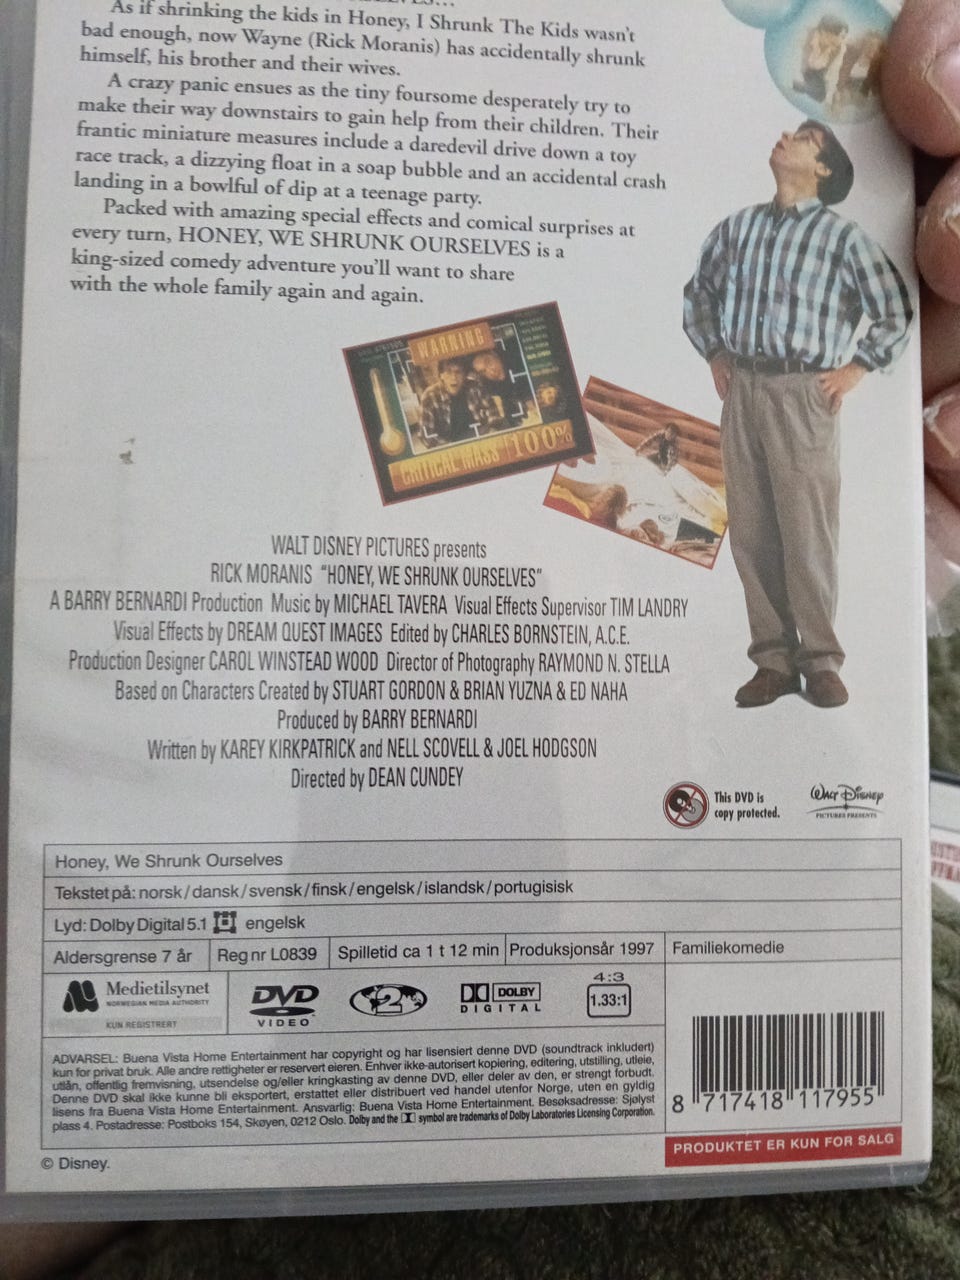 As if shrinking the kids in Honey, I Shrunk The Kids wasn't
bad enough, now Wayne (Rick Moranis) has accidentally shrunk
himself, his brother and their wives.
A crazy panic ensues as the tiny foursome desperately try to
make their way downstairs to gain help from their children. Their
frantic miniature measures include a daredevil drive down a toy
race track, a dizzying float in a soap bubble and an accidental crash
landing in a bowlful of dip at a teenage party.
Packed with amazing special effects and comical surprises at
every turn, HONEY, WE SHRUNK OURSELVES is a
king-sized comedy adventure you'll want to share
with the whole family again and again.
WARNING
CRITICAL MASS 100%
WALT DISNEY PICTURES presents
RICK MORANIS "HONEY, WE SHRUNK OURSELVES"
A BARRY BERNARDI Production Music by MICHAEL TAVERA Visual Effects Supervisor TIM LANDRY
Visual Effects by DREAM QUEST IMAGES Edited by CHARLES BORNSTEIN, A.C.E.
Production Designer CAROL WINSTEAD WOOD Director of Photography RAYMOND N. STELLA
Based on Characters Created by STUART GORDON & BRIAN YUZNA & ED NAHA
Produced by BARRY BERNARDI
Written by KAREY KIRKPATRICK and NELL SCOVELL & JOEL HODGSON
Directed by DEAN CUNDEY
This DVD is
copy protected.
WALT DISNEY
PICTURES PRESENTS
Honey, We Shrunk Ourselves
Tekstet på: norsk/dansk/svensk/finsk/engelsk/islandsk/portugisisk
Lyd: Dolby Digital 5.1 engelsk
Aldersgrense 7 år Reg nr L0839 Spilletid ca 1 t 12 min Produksjonsår 1997 Familiekomedie
Medietilsynet
NORWEGIAN MEDIA AUTHORITY
KUN REGISTRERT
DVD
VIDEO
2
DOLBY
DIGITAL
4:3
1.33:1
ADVARSEL: Buena Vista Home Entertainment har copyright og har lisensiert denne DVD (soundtrack inkludert)
kun for privat bruk. Alle andre rettigheter er reservert eieren. Enhver ikke-autorisert kopiering, editering, utstilling, utleie,
utlån, offentlig fremvisning, utsendelse og/eller kringkasting av denne DVD, eller deler av den, er strengt forbudt.
Denne DVD skal ikke kunne bli eksportert, erstattet eller distribuert ved handel utenfor Norge, uten en gyldig
lisens fra Buena Vista Home Entertainment. Ansvarlig: Buena Vista Home Entertainment. Besøksadresse: Sjølyst
plass 4. Postadresse: Postboks 154, Skøyen, 0212 Oslo. Dolby and the symbol are trademarks of Dolby Laboratories Licensing Corporation.
8 717418 117955
PRODUKTET ER KUN FOR SALG
© Disney.